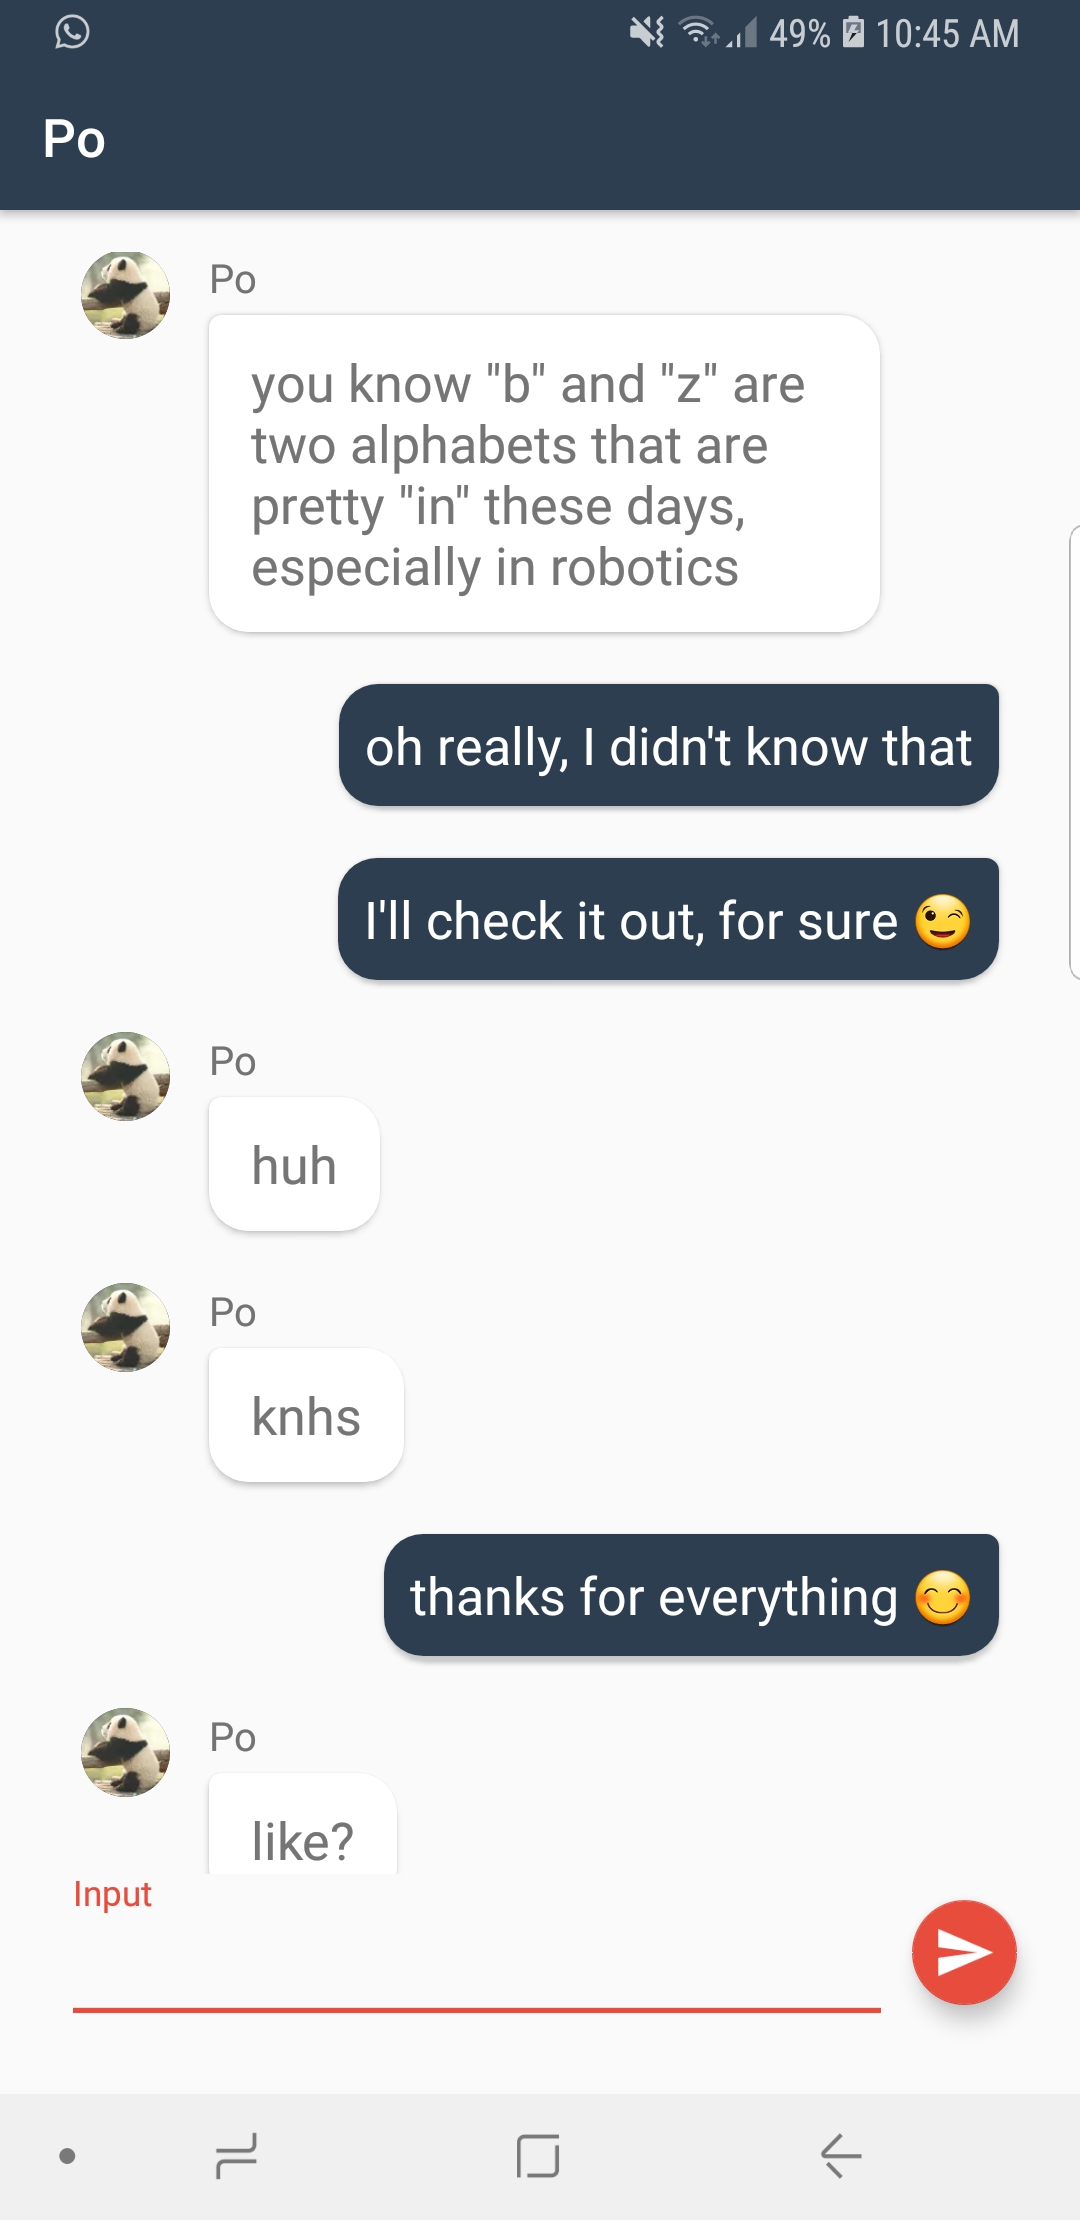 49% 10:45 AM
Po
Po
you know "b" and "z" are
two alphabets that are
pretty "in" these days,
especially in robotics
oh really, I didn't know that
I'll check it out, for sure 😉
Po
huh
Po
knhs
thanks for everything 😊
Po
like?
Input